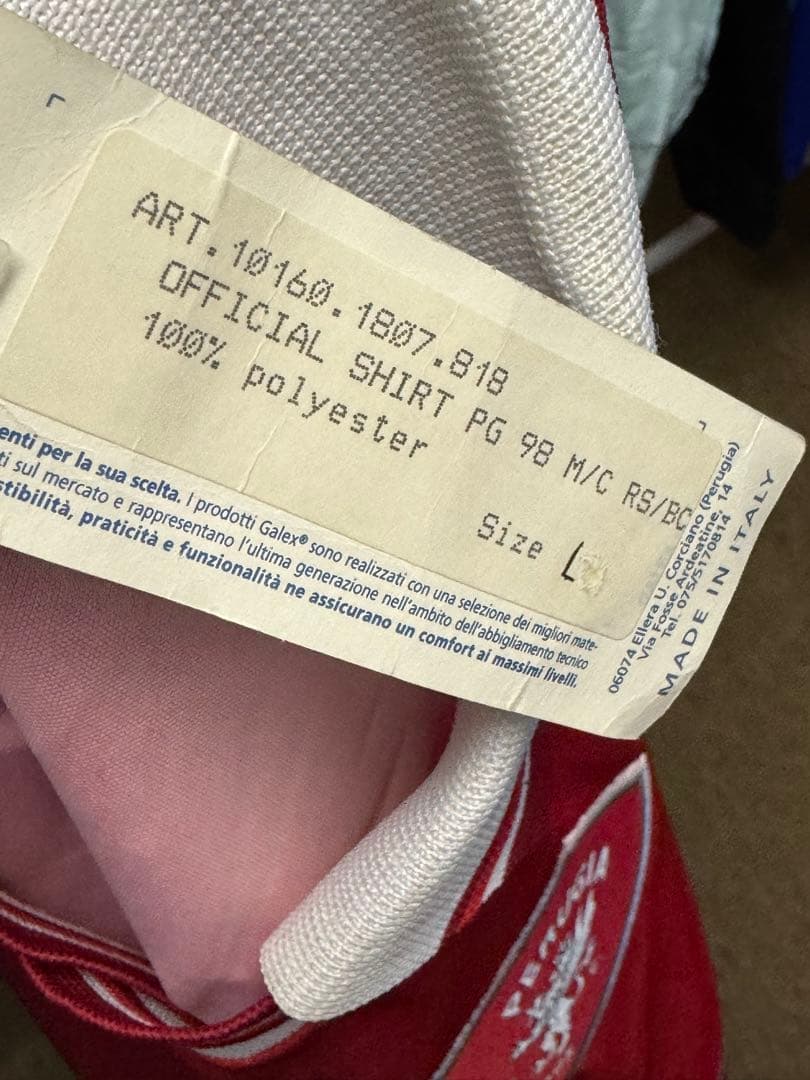 ART. 10160.1807.818
OFFICIAL SHIRT PG 98 M/C RS/BC
100% polyester
Size L
enti per la sua scelta. I prodotti Galex® sono realizzati con una selezione dei migliori mate-
ti sul mercato e rappresentano l'ultima generazione nell'ambito dell'abbigliamento tecnico
stibilità, praticità e funzionalità ne assicurano un comfort ai massimi livelli.
06074 Ellera U. Corciano (Perugia)
Via Fosse Ardeatine, 14
Tel. 075/5170814
MADE IN ITALY
PERUGIA